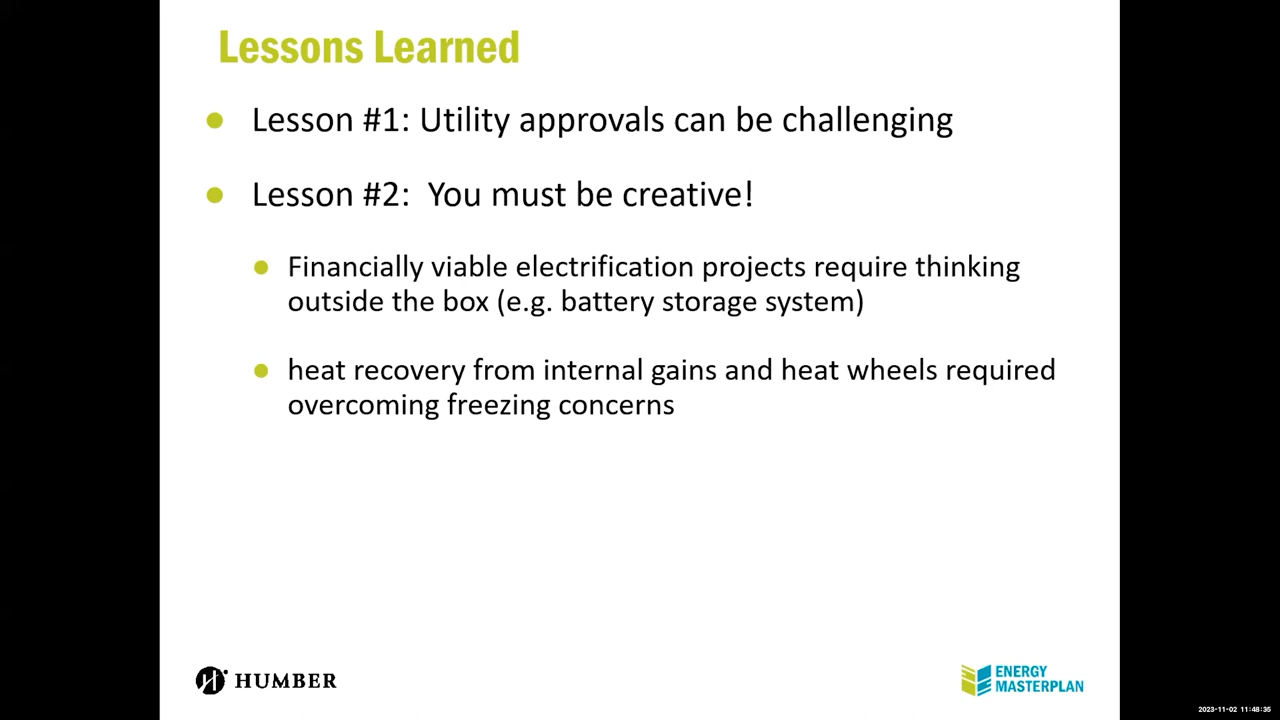 Lessons Learned
Lesson #1: Utility approvals can be challenging
Lesson #2:  You must be creative!
Financially viable electrification projects require thinking
outside the box (e.g. battery storage system)
heat recovery from internal gains and heat wheels required
overcoming freezing concerns
HUMBER
ENERGY
MASTERPLAN
2023-11-02 11:48:35